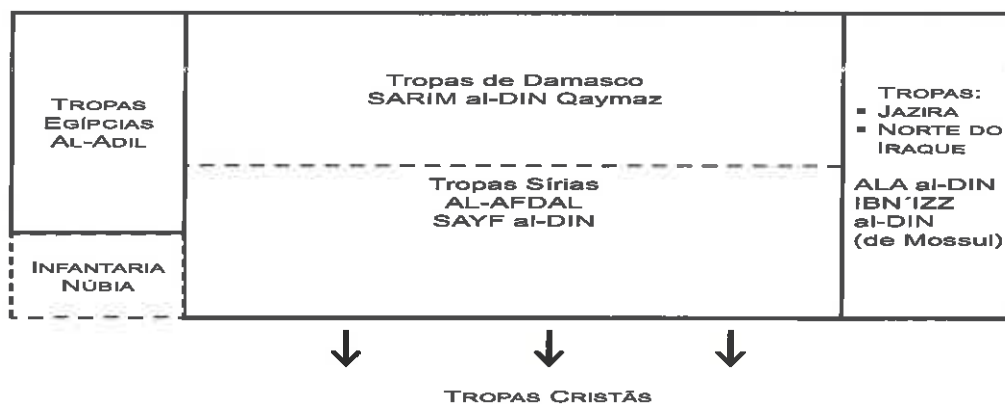 TROPAS
EGÍPCIAS
AL-ADIL
INFANTARIA
NÚBIA
Tropas de Damasco
SARIM al-DIN Qaymaz
Tropas Sírias
AL-AFDAL
SAYF al-DIN
TROPAS:
▪ JAZIRA
▪ NORTE DO
IRAQUE
ALA al-DIN
IBN´IZZ
al-DIN
(de Mossul)
TROPAS CRISTÃS